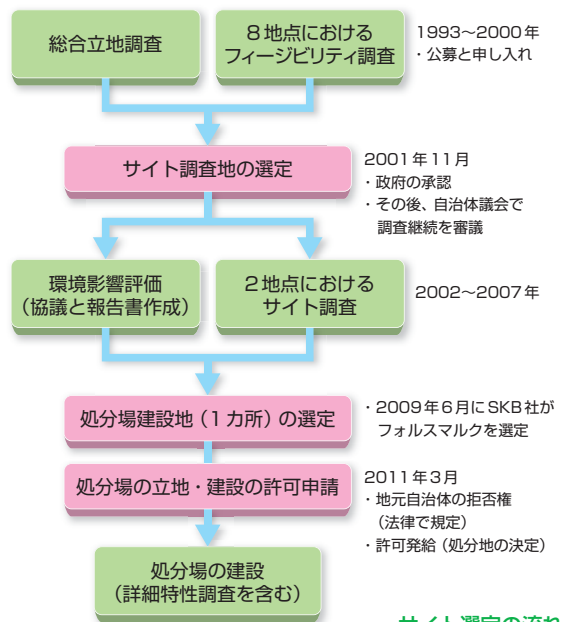 総合立地調査
8地点における
フィージビリティ調査
1993～2000年
・公募と申し入れ
サイト調査地の選定
2001年11月
・政府の承認
・その後、自治体議会で
調査継続を審議
環境影響評価
（協議と報告書作成）
2地点における
サイト調査
2002～2007年
処分場建設地（1カ所）の選定
・2009年6月にSKB社が
フォルスマルクを選定
処分場の立地・建設の許可申請
2011年3月
・地元自治体の拒否権
（法律で規定）
・許可発給（処分地の決定）
処分場の建設
（詳細特性調査を含む）
サイト選定の流れ